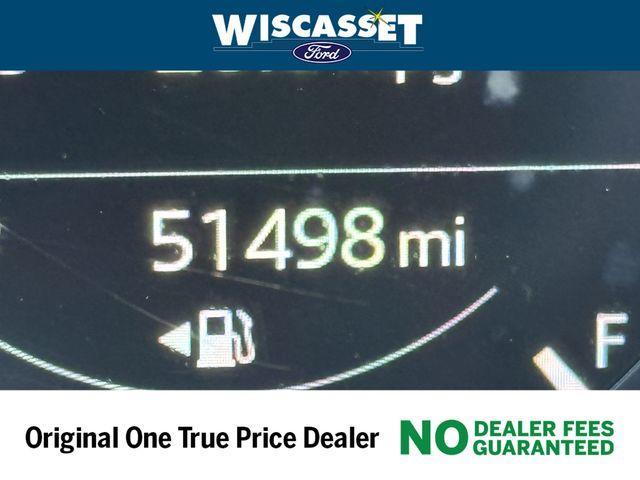 WISCASSET
Ford
51498 mi
F
Original One True Price Dealer
NO DEALER FEES
GUARANTEED